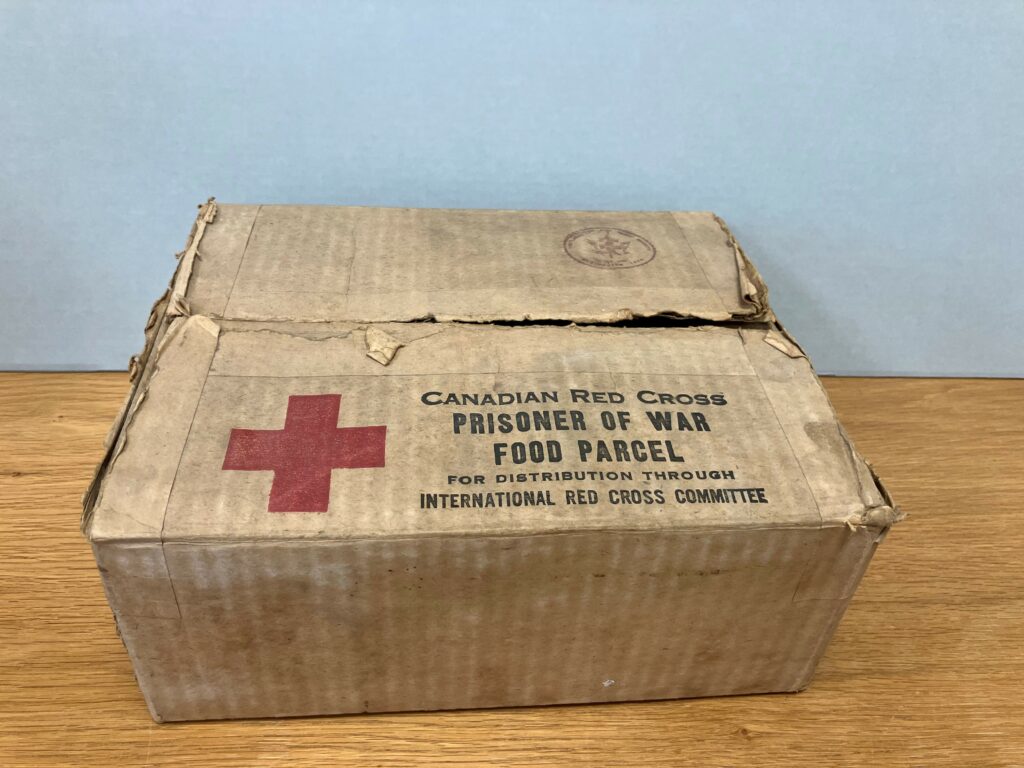 CANADIAN RED CROSS
PRISONER OF WAR
FOOD PARCEL
FOR DISTRIBUTION THROUGH
INTERNATIONAL RED CROSS COMMITTEE